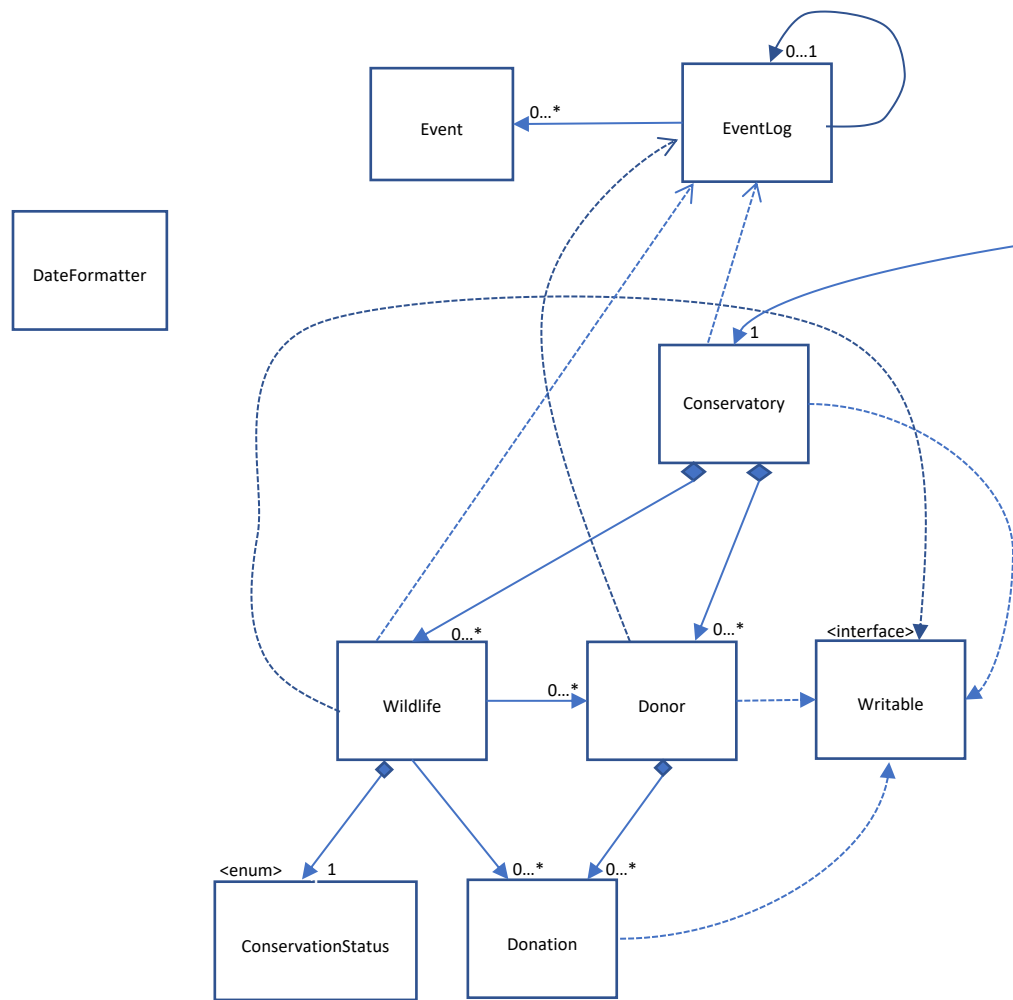 0...1
0...*
Event
EventLog
DateFormatter
1
Conservatory
0...*
0...*
<interface>
0...*
Wildlife
Donor
Writable
<enum>
1
0...*
0...*
ConservationStatus
Donation